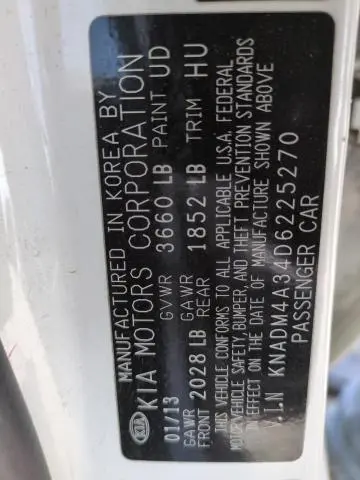 MANUFACTURED IN KOREA BY
KIA KIA MOTORS CORPORATION
01/13 GVWR 3660 LB PAINT UD
GAWR FRONT 2028 LB GAWR REAR 1852 LB TRIM HU
THIS VEHICLE CONFORMS TO ALL APPLICABLE U.S.A. FEDERAL
MOTOR VEHICLE SAFETY, BUMPER, AND THEFT PREVENTION STANDARDS
IN EFFECT ON THE DATE OF MANUFACTURE SHOWN ABOVE
V.I.N KNADM4A34D6225270
PASSENGER CAR